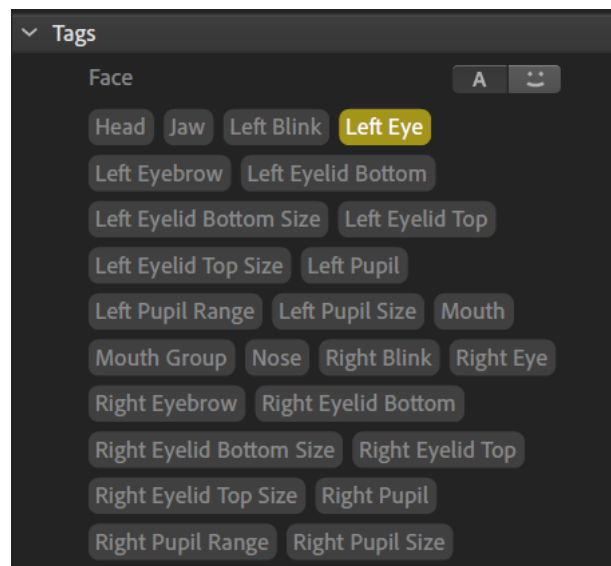 Tags
Face A
Head Jaw Left Blink Left Eye
Left Eyebrow Left Eyelid Bottom
Left Eyelid Bottom Size Left Eyelid Top
Left Eyelid Top Size Left Pupil
Left Pupil Range Left Pupil Size Mouth
Mouth Group Nose Right Blink Right Eye
Right Eyebrow Right Eyelid Bottom
Right Eyelid Bottom Size Right Eyelid Top
Right Eyelid Top Size Right Pupil
Right Pupil Range Right Pupil Size